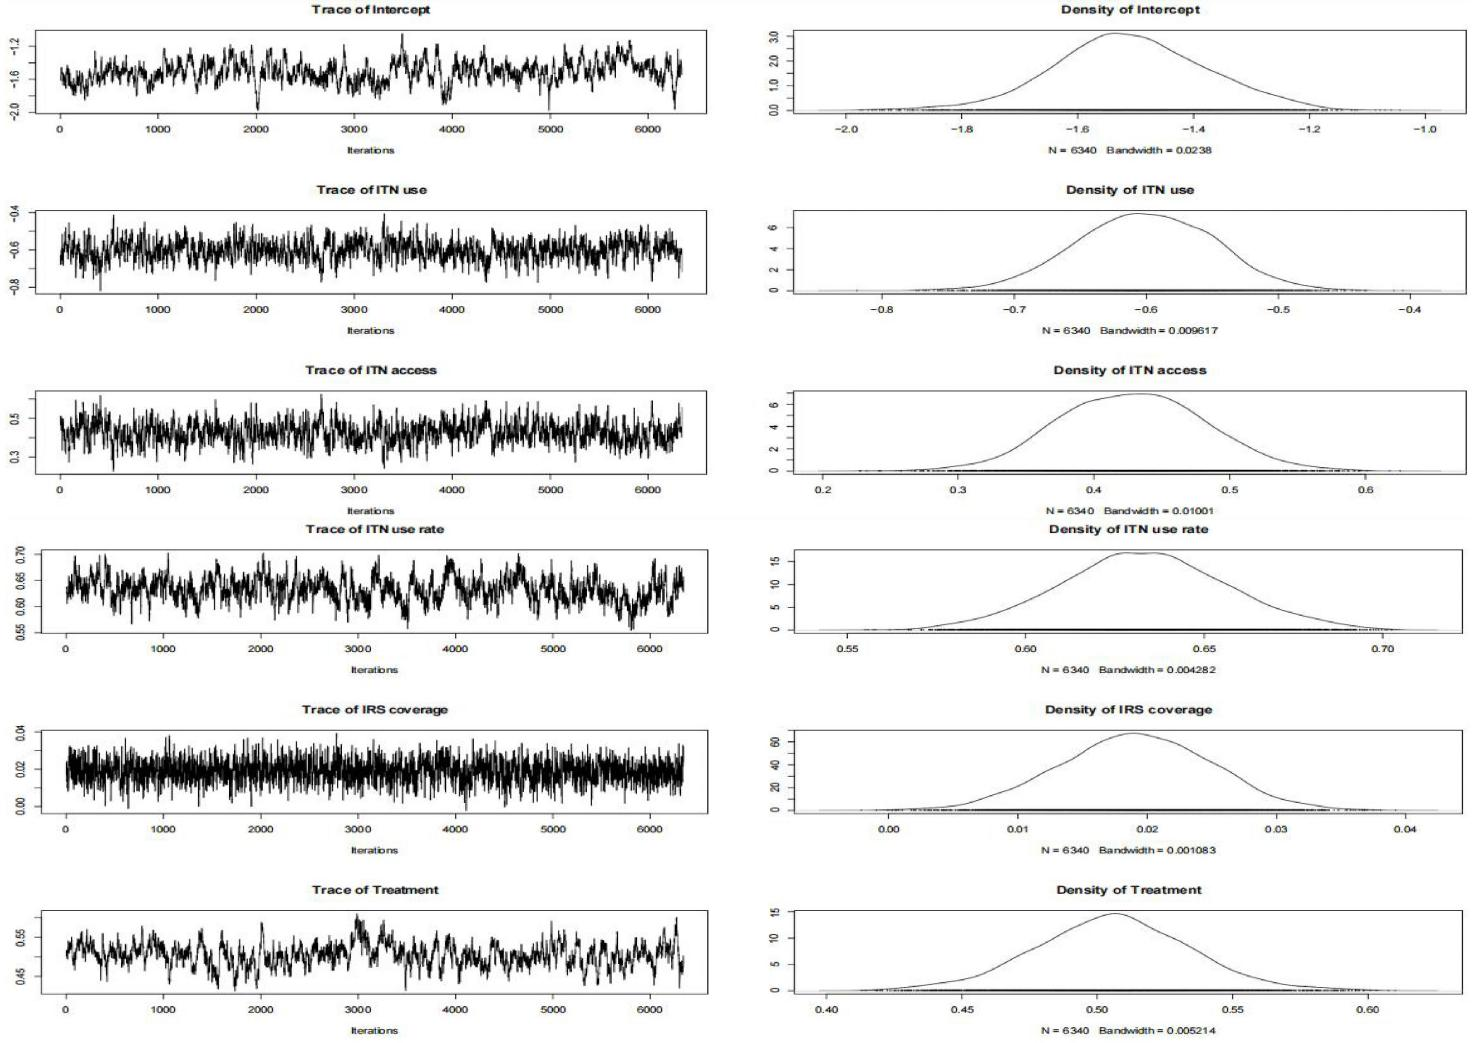 Trace of Intercept
Density of Intercept
-1.2
-1.6
-2.0
0 1000 2000 3000 4000 5000 6000
Iterations
3.0
2.0
1.0
0.0
-2.0 -1.8 -1.6 -1.4 -1.2 -1.0
N = 6340 Bandwidth = 0.0238
Trace of ITN use
Density of ITN use
-0.4
-0.6
-0.8
0 1000 2000 3000 4000 5000 6000
Iterations
6
4
2
0
-0.8 -0.7 -0.6 -0.5 -0.4
N = 6340 Bandwidth = 0.009617
Trace of ITN access
Density of ITN access
0.5
0.3
0 1000 2000 3000 4000 5000 6000
Iterations
6
4
2
0
0.2 0.3 0.4 0.5 0.6
N = 6340 Bandwidth = 0.01001
Trace of ITN use rate
Density of ITN use rate
0.70
0.65
0.60
0.55
0 1000 2000 3000 4000 5000 6000
Iterations
15
10
5
0
0.55 0.60 0.65 0.70
N = 6340 Bandwidth = 0.004282
Trace of IRS coverage
Density of IRS coverage
0.04
0.02
0.00
0 1000 2000 3000 4000 5000 6000
Iterations
60
40
20
0
0.00 0.01 0.02 0.03 0.04
N = 6340 Bandwidth = 0.001083
Trace of Treatment
Density of Treatment
0.55
0.45
0 1000 2000 3000 4000 5000 6000
Iterations
15
10
5
0
0.40 0.45 0.50 0.55 0.60
N = 6340 Bandwidth = 0.005214